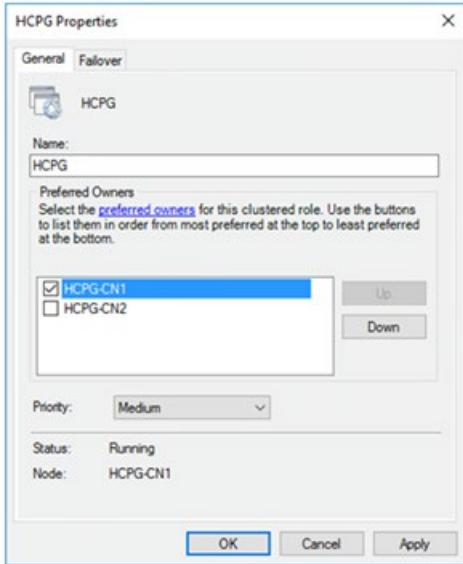 HCPG Properties
General Failover
HCPG
Name:
HCPG
Preferred Owners
Select the preferred owners for this clustered role. Use the buttons
to list them in order from most preferred at the top to least preferred
at the bottom.
HCPG-CN1
HCPG-CN2
Up
Down
Priority: Medium
Status: Running
Node: HCPG-CN1
OK Cancel Apply